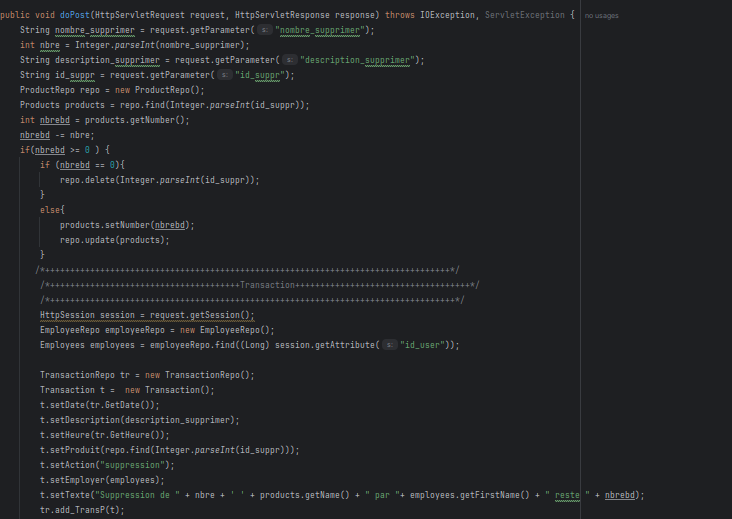 public void doPost(HttpServletRequest request, HttpServletResponse response) throws IOException, ServletException { no usages
String nombre_supprimer = request.getParameter( s: "nombre_supprimer");
int nbre = Integer.parseInt(nombre_supprimer);
String description_supprimer = request.getParameter( s: "description_supprimer");
String id_suppr = request.getParameter( s: "id_suppr");
ProductRepo repo = new ProductRepo();
Products products = repo.find(Integer.parseInt(id_suppr));
int nbrebd = products.getNumber();
nbrebd -= nbre;
if(nbrebd >= 0 ) {
if (nbrebd == 0){
repo.delete(Integer.parseInt(id_suppr));
}
else{
products.setNumber(nbrebd);
repo.update(products);
}
/*+++++++++++++++++++++++++++++++++++++++++++++++++++++++++++++++++++++++++++++++++*/
/*++++++++++++++++++++++++++++++++++++++Transaction+++++++++++++++++++++++++++++++++++*/
/*+++++++++++++++++++++++++++++++++++++++++++++++++++++++++++++++++++++++++++++++++*/
HttpSession session = request.getSession();
EmployeeRepo employeeRepo = new EmployeeRepo();
Employees employees = employeeRepo.find((Long) session.getAttribute( s: "id_user"));
TransactionRepo tr = new TransactionRepo();
Transaction t =  new Transaction();
t.setDate(tr.GetDate());
t.setDescription(description_supprimer);
t.setHeure(tr.GetHeure());
t.setProduit(repo.find(Integer.parseInt(id_suppr)));
t.setAction("suppression");
t.setEmployer(employees);
t.setTexte("Suppression de " + nbre + ' ' + products.getName() + " par "+ employees.getFirstName() + " reste " + nbrebd);
tr.add_TransP(t);